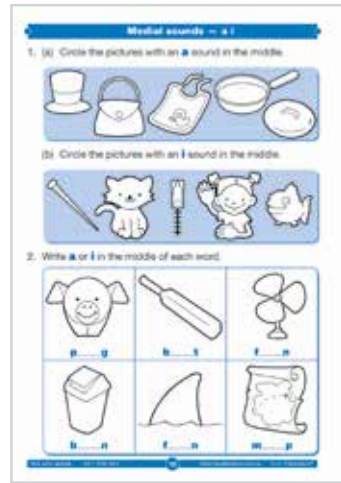 Medial sounds – a i
1. (a) Circle the pictures with an a sound in the middle.
(b) Circle the pictures with an i sound in the middle.
2. Write a or i in the middle of each word.
p......g b......t f......n
b......n f......n m......p